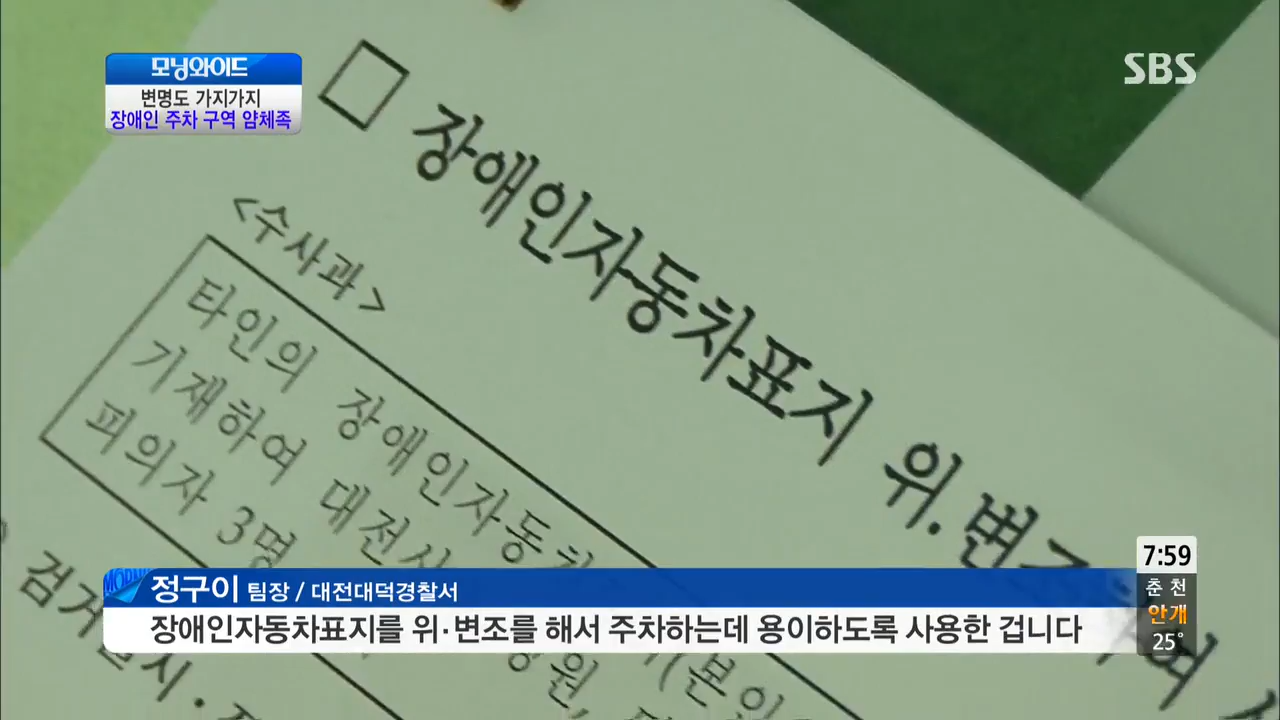 모닝와이드
변명도 가지가지
장애인 주차 구역 얌체족
SBS
□ 장애인자동차표지 위·변조
<수사과>
타인의 장애인자동차
기재하여 대전시
피의자 3명
검거
7:59
춘천
안개
25°
정구이 팀장 / 대전대덕경찰서
장애인자동차표지를 위·변조를 해서 주차하는데 용이하도록 사용한 겁니다